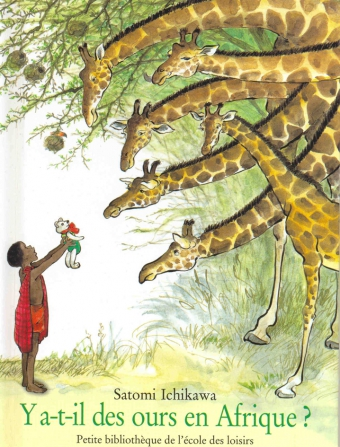 Satomi Ichikawa
Y a-t-il des ours en Afrique ?
Petite bibliothèque de l'école des loisirs